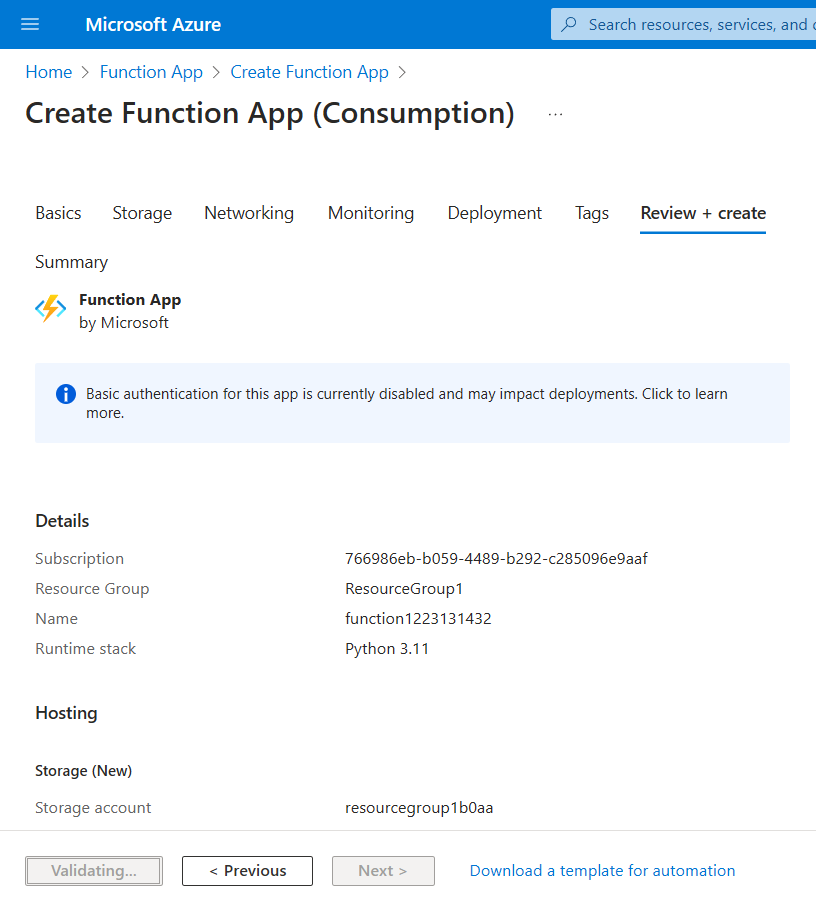 Microsoft Azure
Search resources, services, and
Home > Function App > Create Function App >
Create Function App (Consumption) ...
Basics Storage Networking Monitoring Deployment Tags Review + create
Summary
Function App
by Microsoft
Basic authentication for this app is currently disabled and may impact deployments. Click to learn
more.
Details
Subscription 766986eb-b059-4489-b292-c285096e9aaf
Resource Group ResourceGroup1
Name function1223131432
Runtime stack Python 3.11
Hosting
Storage (New)
Storage account resourcegroup1b0aa
Validating... < Previous Next > Download a template for automation